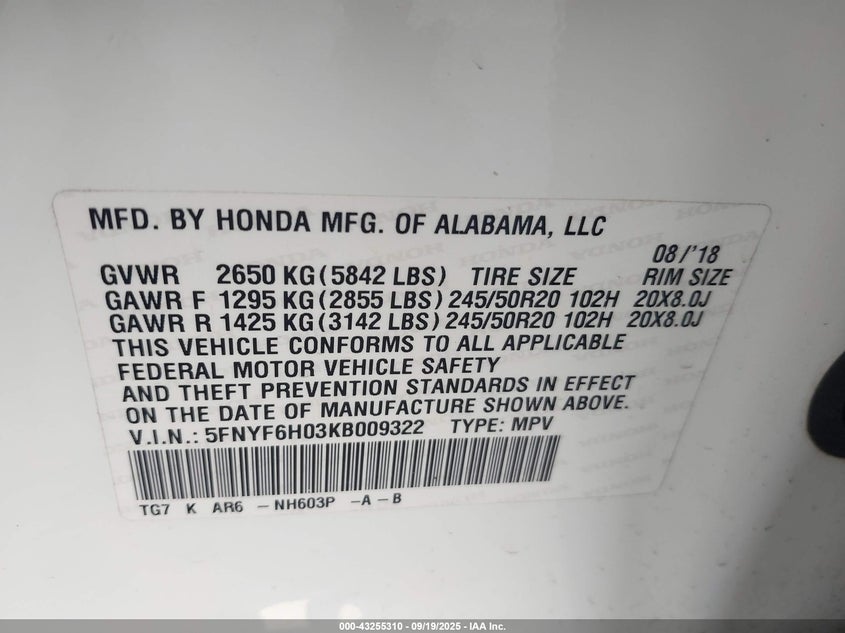 MFD. BY HONDA MFG. OF ALABAMA, LLC
08/'18
GVWR 2650 KG (5842 LBS) TIRE SIZE RIM SIZE
GAWR F 1295 KG (2855 LBS) 245/50R20 102H 20X8.0J
GAWR R 1425 KG (3142 LBS) 245/50R20 102H 20X8.0J
THIS VEHICLE CONFORMS TO ALL APPLICABLE
FEDERAL MOTOR VEHICLE SAFETY
AND THEFT PREVENTION STANDARDS IN EFFECT
ON THE DATE OF MANUFACTURE SHOWN ABOVE.
V.I.N.: 5FNYF6H03KB009322 TYPE: MPV
TG7 K AR6 - NH603P - A - B
000-43255310 - 09/19/2025 - IAA Inc.